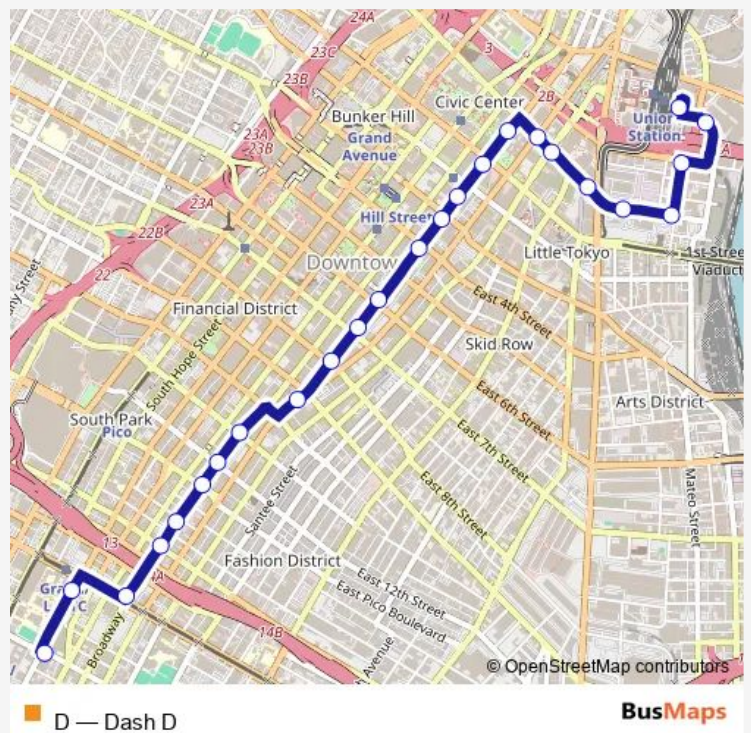 24A
23C
3
23B
Civic Center
2B
Bunker Hill
Grand
Avenue
Union
Station
23A
23B
A
23A
Hill Street
22B
Little Tokyo
1st Stree
Viaduct
Downtow
22
Financial District
East 4th Street
South Hope Street
Skid Row
East 6th Street
Arts District
South Park
Pico
East 7th Street
Santee Street
East 8th Street
Mateo Street
13
Fashion District
East 12th Street
East Pico Boulevard
Broadway
14B
Avenue
© OpenStreetMap contributors
D — Dash D
BusMaps